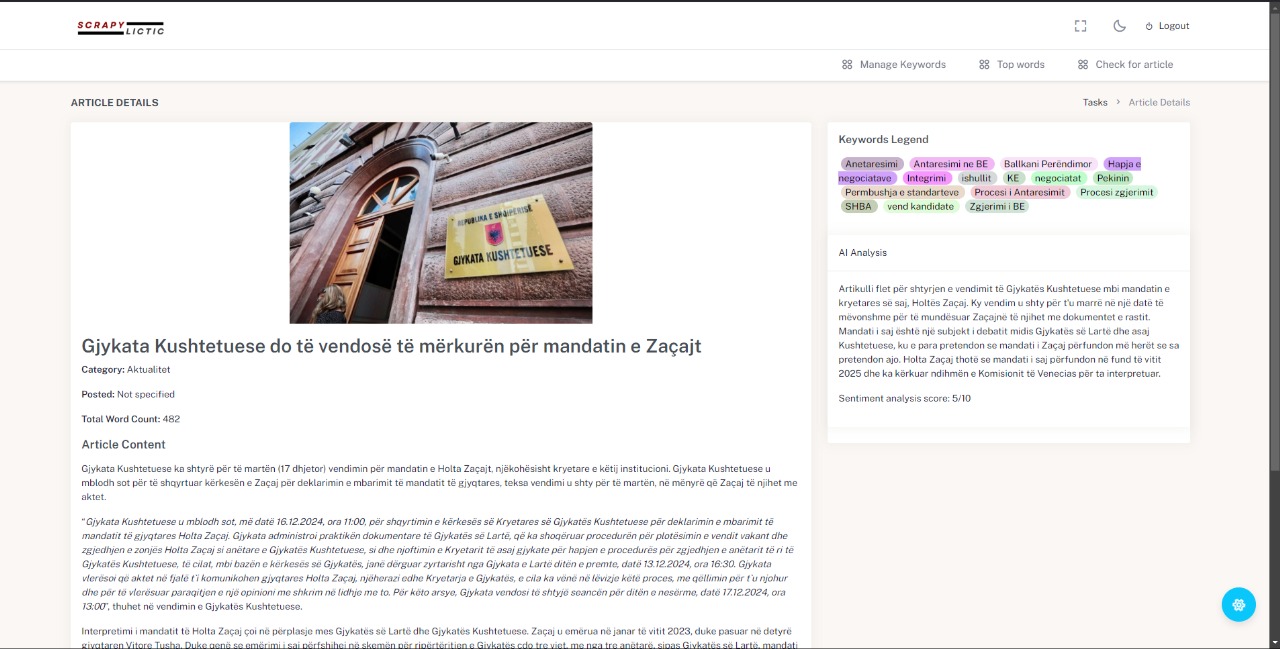 SCRAPY
LICTIC
Logout
Manage Keywords
Top words
Check for article
ARTICLE DETAILS
Tasks > Article Details
REPUBLIKA E SHQIPËRISË
GJYKATA KUSHTETUESE
Gjykata Kushtetuese do të vendosë të mërkurën për mandatin e Zaçajt
Category: Aktualitet
Posted: Not specified
Total Word Count: 482
Article Content
Gjykata Kushtetuese ka shtyrë për të martën (17 dhjetor) vendimin për mandatin e Holta Zaçajt, njëkohësisht kryetare e këtij institucioni. Gjykata Kushtetuese u
mblodh sot për të shqyrtuar kërkesën e Zaçaj për deklarimin e mbarimit të mandatit të gjyqtares, teksa vendimi u shty për të martën, në mënyrë që Zaçaj të njihet me
aktet.
"Gjykata Kushtetuese u mblodh sot, më datë 16.12.2024, ora 11:00, për shqyrtimin e kërkesës së Kryetares së Gjykatës Kushtetuese për deklarimin e mbarimit të
mandatit të gjyqtares Holta Zaçaj. Gjykata administroi praktikën dokumentare të Gjykatës së Lartë, që ka shoqëruar procedurën për plotësimin e vendit vakant dhe
zgjedhjen e zonjës Holta Zaçaj si anëtare e Gjykatës Kushtetuese, si dhe njoftimin e Kryetarit të asaj gjykate për hapjen e procedurës për zgjedhjen e anëtarit të ri të
Gjykatës Kushtetuese, të cilat, mbi bazën e kërkesës së Gjykatës, janë dërguar zyrtarisht nga Gjykata e Lartë ditën e premte, datë 13.12.2024, ora 16:30. Gjykata
vlerësoi që aktet në fjalë t'i komunikohen gjyqtares Holta Zaçaj, njëherazi edhe Kryetarja e Gjykatës, e cila ka vënë në lëvizje këtë proces, me qëllimin për t'u njohur
dhe për të vlerësuar paraqitjen e një opinioni me shkrim në lidhje me to. Për këto arsye, Gjykata vendosi të shtyjë seancën për ditën e nesërme, datë 17.12.2024, ora
13:00", thuhet në vendimin e Gjykatës Kushtetuese.
Interpretimi i mandatit të Holta Zaçaj çoi në përplasje mes Gjykatës së Lartë dhe Gjykatës Kushtetuese. Zaçaj u emërua në janar të vitit 2023, duke pasuar në detyrë
gjyqtaren Vitore Tusha. Duke qenë se emërimi i saj përfshihej në skemën për ripërtëritjen e Gjykatës çdo tre vjet, me nga tre anëtarë, sipas Gjykatës së Lartë, mandati
Keywords Legend
Anetaresimi Antaresimi ne BE Ballkani Perëndimor Hapja e
negociatave Integrimi ishullit KE negociatat Pekinin
Permbushja e standarteve Procesi i Antaresimit Procesi zgjerimit
SHBA vend kandidate Zgjerimi i BE
AI Analysis
Artikulli flet për shtyrjen e vendimit të Gjykatës Kushtetuese mbi mandatin e
kryetares së saj, Holtës Zaçaj. Ky vendim u shty për t'u marrë në një datë të
mëvonshme për të mundësuar Zaçajnë të njihet me dokumentet e rastit.
Mandati i saj është një subjekt i debatit midis Gjykatës së Lartë dhe asaj
Kushtetuese, ku e para pretendon se mandati i Zaçaj përfundon më herët se sa
pretendon ajo. Holta Zaçaj thotë se mandati i saj përfundon në fund të vitit
2025 dhe ka kërkuar ndihmën e Komisionit të Venecias për ta interpretuar.
Sentiment analysis score: 5/10